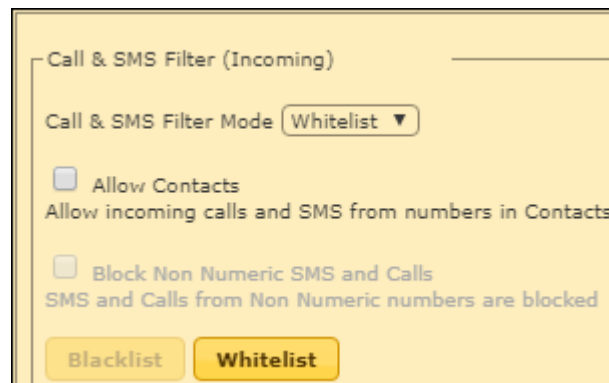 Call & SMS Filter (Incoming)
Call & SMS Filter Mode Whitelist ▼
Allow Contacts
Allow incoming calls and SMS from numbers in Contacts
Block Non Numeric SMS and Calls
SMS and Calls from Non Numeric numbers are blocked
Blacklist Whitelist